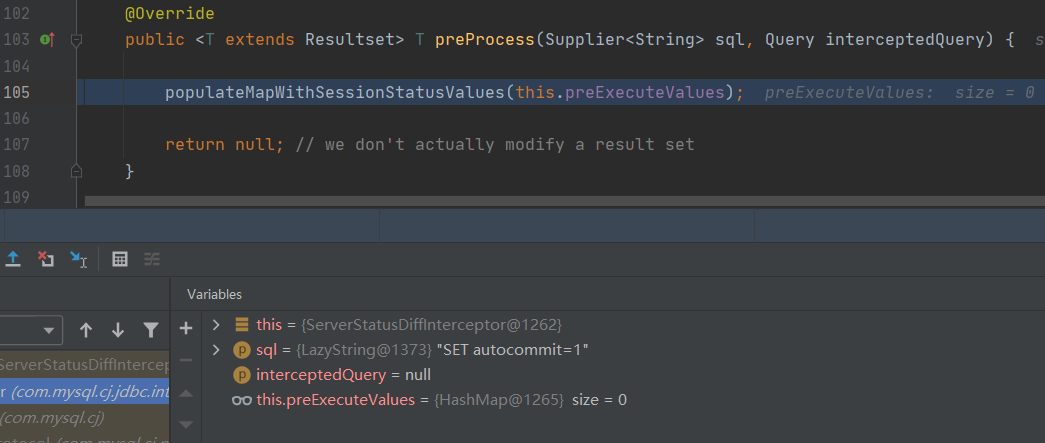 102 @Override
103 public <T extends Resultset> T preProcess(Supplier<String> sql, Query interceptedQuery) { s
104
105 populateMapWithSessionStatusValues(this.preExecuteValues); preExecuteValues: size = 0
106
107 return null; // we don't actually modify a result set
108 }
109
Variables
this = {ServerStatusDiffInterceptor@1262}
ServerStatusDiffIntercep
p sql = {LazyString@1373} "SET autocommit=1"
r (com.mysql.cj.jdbc.int
p interceptedQuery = null
(com.mysql.cj)
this.preExecuteValues = {HashMap@1265} size = 0